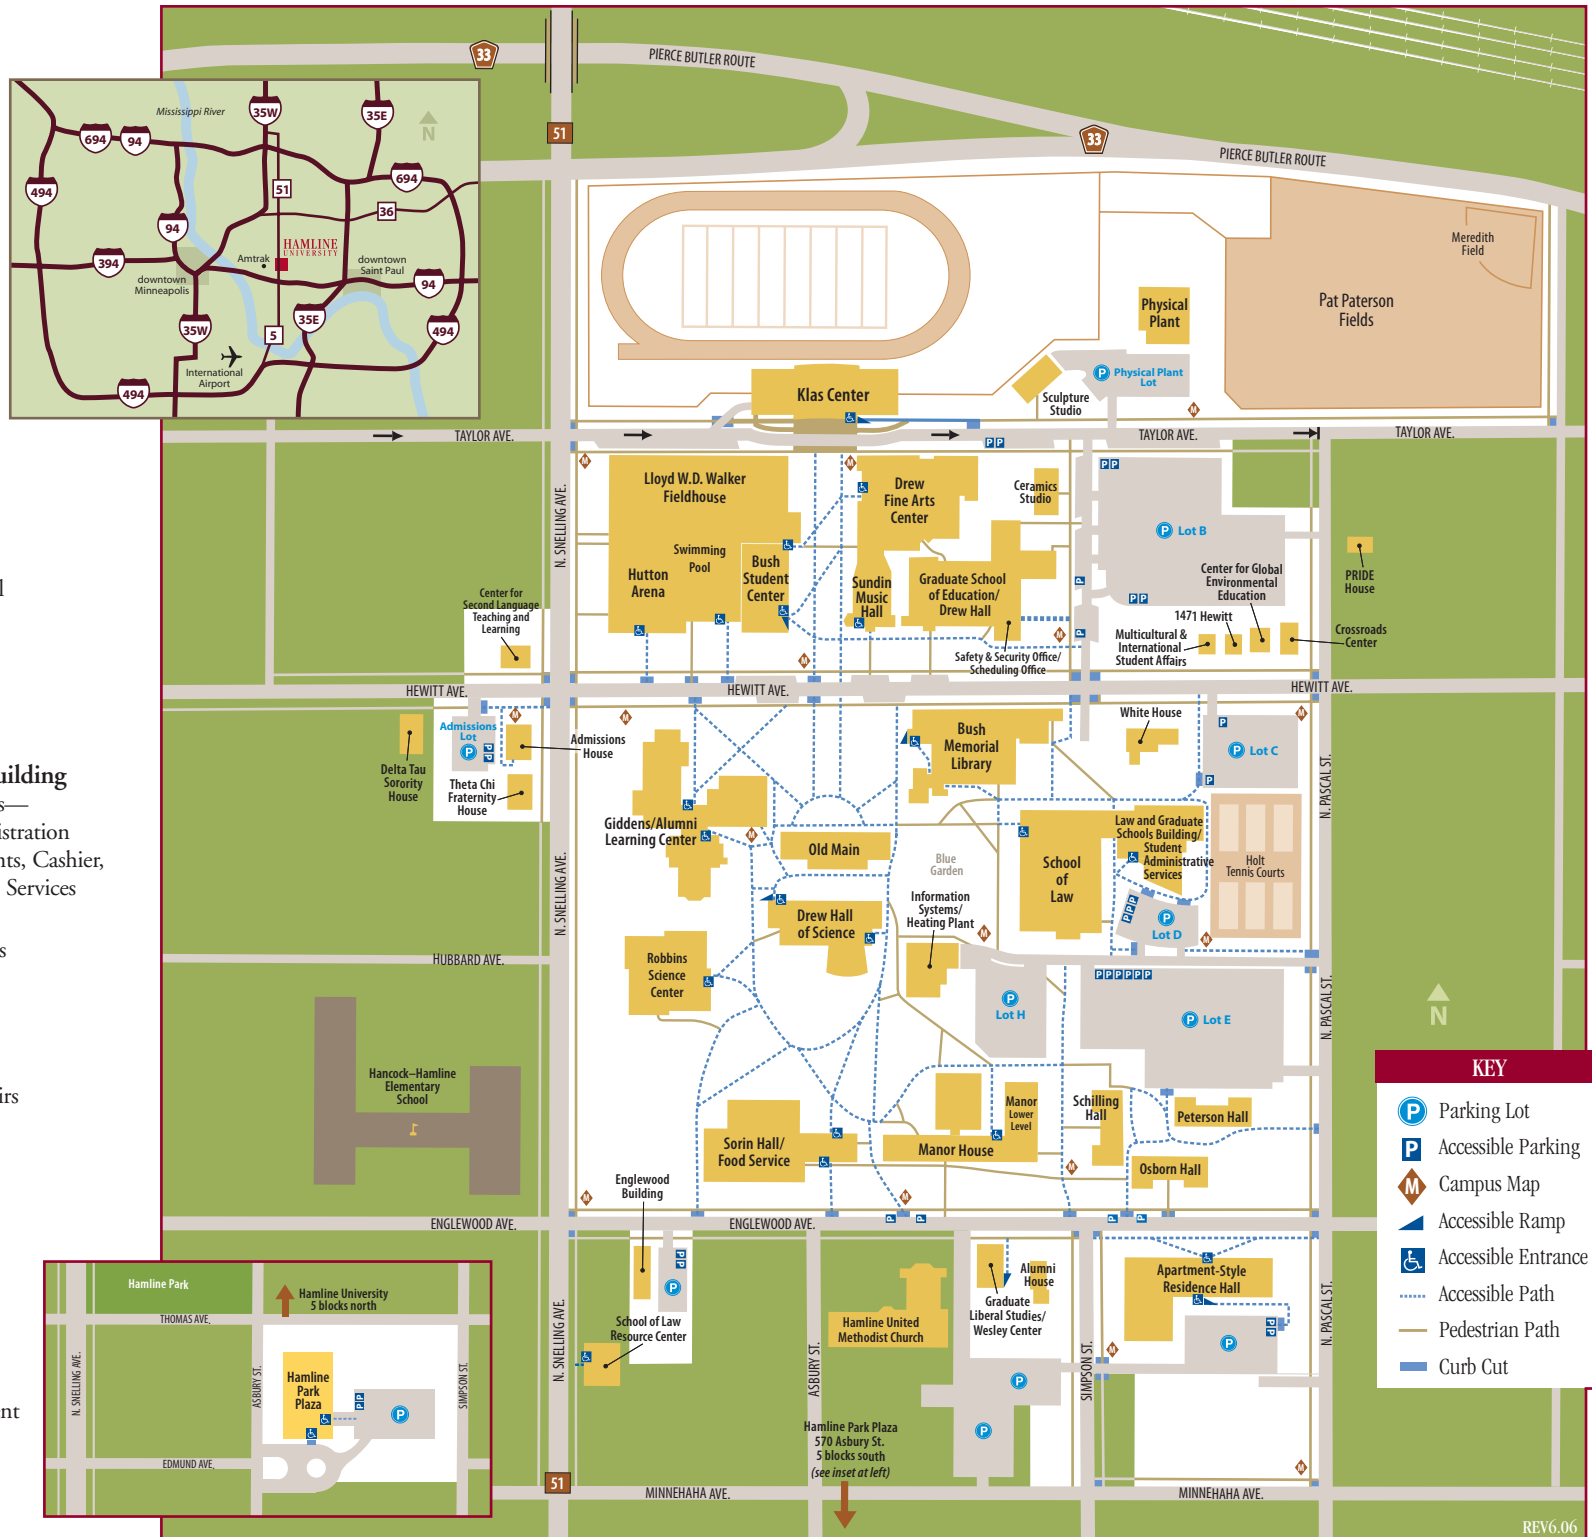 33
PIERCE BUTLER ROUTE
51
33
PIERCE BUTLER ROUTE
Mississippi River
35W
35E
N
694
94
494
51
694
36
94
HAMLINE
UNIVERSITY
394
Amtrak
downtown
Saint Paul
downtown
Minneapolis
94
35W
35E
5
494
International
Airport
494
Meredith
Field
Pat Paterson
Fields
Physical
Plant
P
Physical Plant
Lot
Klas Center
Sculpture
Studio
M
TAYLOR AVE.
P P
TAYLOR AVE.
TAYLOR AVE.
M
M
Lloyd W.D. Walker
Fieldhouse
Drew
Fine Arts
Center
Ceramics
Studio
P P
P
Lot B
N. SNELLING AVE.
Swimming
Pool
Hutton
Arena
Bush
Student
Center
Sundin
Music
Hall
Graduate School
of Education/
Drew Hall
P
P P
Center for Global
Environmental
Education
PRIDE
House
Center for
Second Language
Teaching and
Learning
1471 Hewitt
Multicultural &
International
Student Affairs
Crossroads
Center
M
P
M
Safety & Security Office/
Scheduling Office
HEWITT AVE.
HEWITT AVE.
HEWITT AVE.
M
M
M
Admissions
Lot
P
P P
Admissions
House
Delta Tau
Sorority
House
Theta Chi
Fraternity
House
Bush
Memorial
Library
White House
P
P
Lot C
P
N. PASCAL ST.
uilding
s—
istration
nts, Cashier,
Services
s
irs
ent
l
Giddens/Alumni
Learning Center
M
Old Main
Blue
Garden
School
of
Law
Law and Graduate
Schools Building/
Student
Administrative
Services
Holt
Tennis Courts
N. SNELLING AVE.
Drew Hall
of Science
Information
Systems/
Heating Plant
M
P P P
P
Lot D
M
HUBBARD AVE.
Robbins
Science
Center
P P P P P P
P
Lot H
P
Lot E
N. PASCAL ST.
N
Hancock–Hamline
Elementary
School
Sorin Hall/
Food Service
Manor
Lower
Level
Manor House
Schilling
Hall
Peterson Hall
M
Osborn Hall
Englewood
Building
M
M
ENGLEWOOD AVE.
ENGLEWOOD AVE.
P
P
P
P
KEY
P Parking Lot
P Accessible Parking
M Campus Map
Accessible Ramp
Accessible Entrance
Accessible Path
Pedestrian Path
Curb Cut
P P
P
School of Law
Resource Center
N. SNELLING AVE.
ASBURY ST.
Hamline United
Methodist Church
Alumni
House
Graduate
Liberal Studies/
Wesley Center
Apartment-Style
Residence Hall
P P
P
M
SIMPSON ST.
N. PASCAL ST.
P
P
Hamline Park Plaza
570 Asbury St.
5 blocks south
(see inset at left)
M
51
MINNEHAHA AVE.
MINNEHAHA AVE.
Hamline Park
Hamline University
5 blocks north
THOMAS AVE.
N. SNELLING AVE.
ASBURY ST.
SIMPSON ST.
Hamline
Park
Plaza
P P
P
EDMUND AVE.
REV6.06